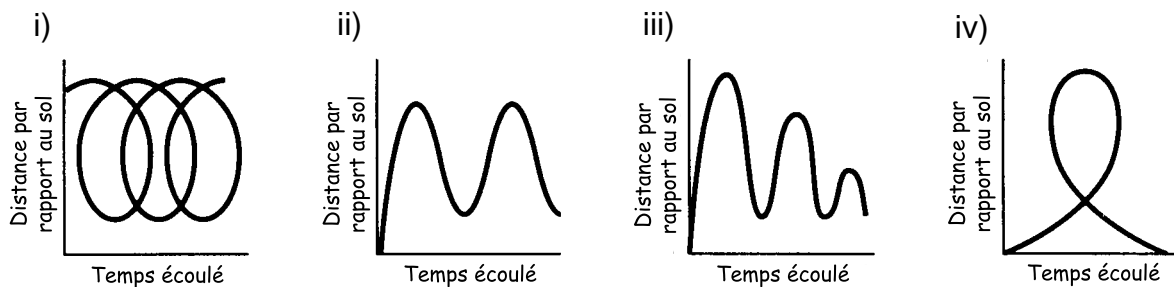 i)
ii)
iii)
iv)
Distance par
rapport au sol
Temps écoulé
Distance par
rapport au sol
Temps écoulé
Distance par
rapport au sol
Temps écoulé
Distance par
rapport au sol
Temps écoulé